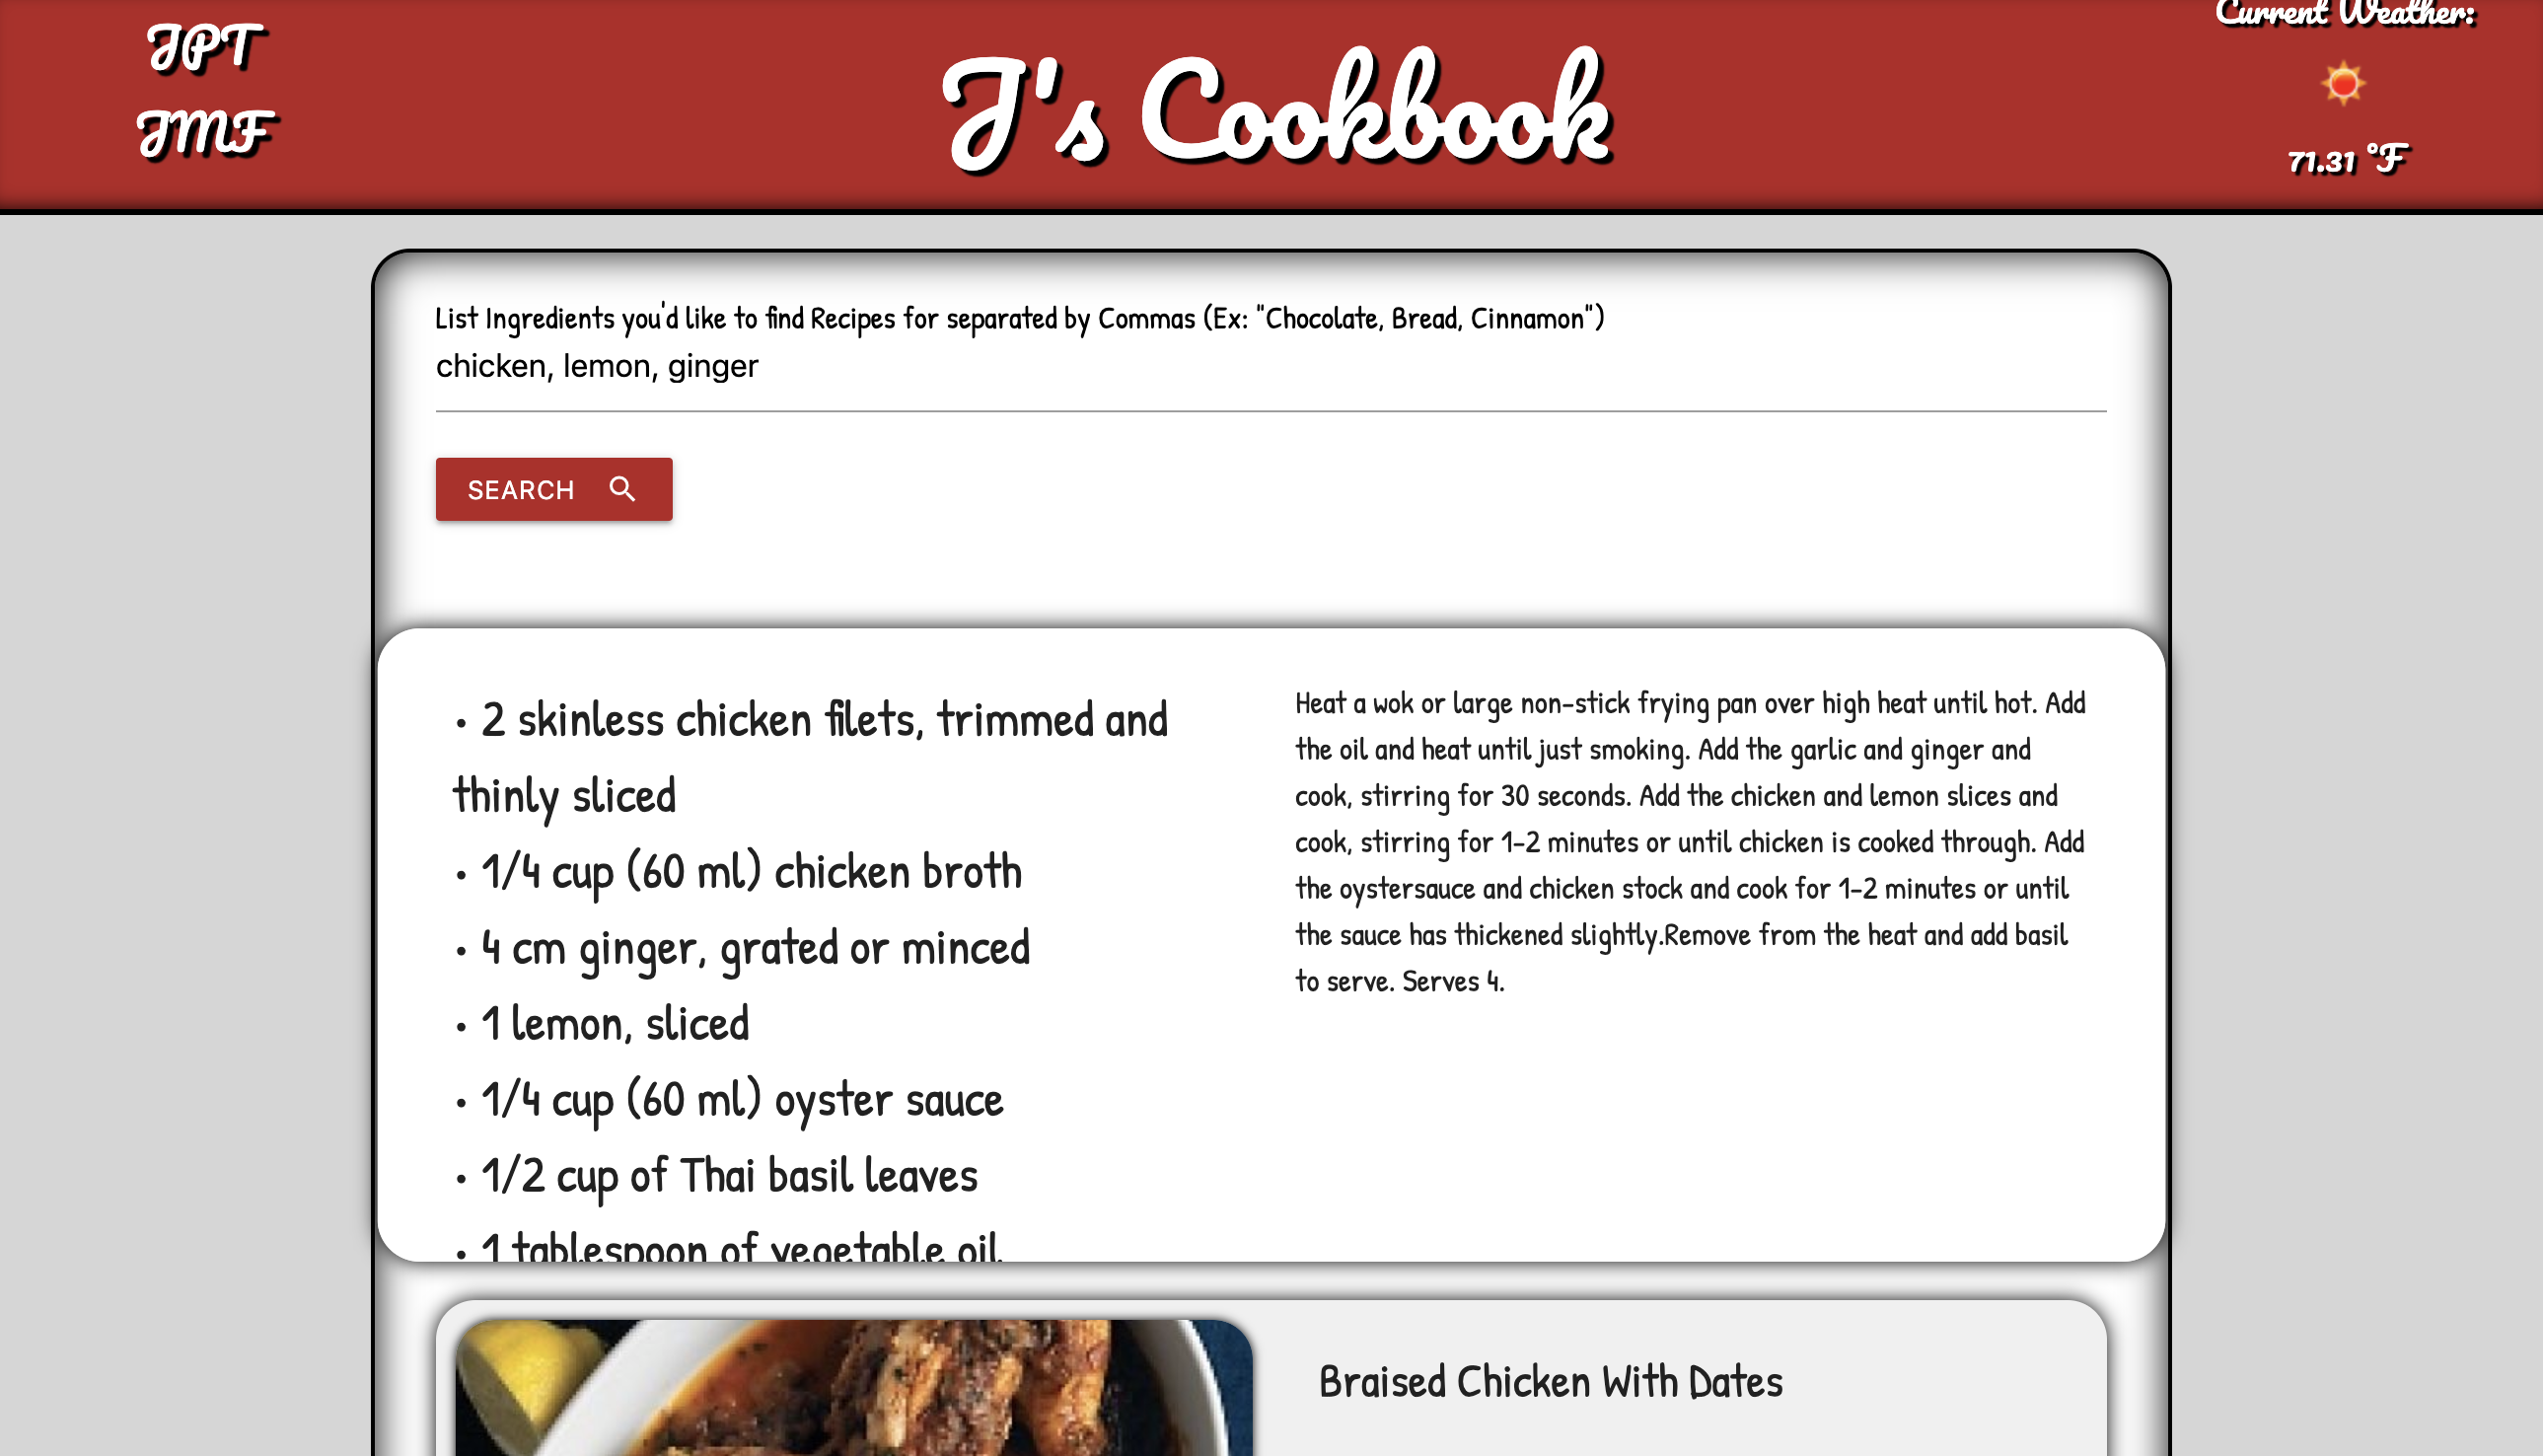 JPT
JMF
J's Cookbook
Current Weather:
71.31 °F
List Ingredients you'd like to find Recipes for separated by Commas (Ex: "Chocolate, Bread, Cinnamon")
chicken, lemon, ginger
SEARCH
• 2 skinless chicken filets, trimmed and
thinly sliced
• 1/4 cup (60 ml) chicken broth
• 4 cm ginger, grated or minced
• 1 lemon, sliced
• 1/4 cup (60 ml) oyster sauce
• 1/2 cup of Thai basil leaves
• 1 tablespoon of vegetable oil
Heat a wok or large non-stick frying pan over high heat until hot. Add
the oil and heat until just smoking. Add the garlic and ginger and
cook, stirring for 30 seconds. Add the chicken and lemon slices and
cook, stirring for 1-2 minutes or until chicken is cooked through. Add
the oystersauce and chicken stock and cook for 1-2 minutes or until
the sauce has thickened slightly.Remove from the heat and add basil
to serve. Serves 4.
Braised Chicken With Dates